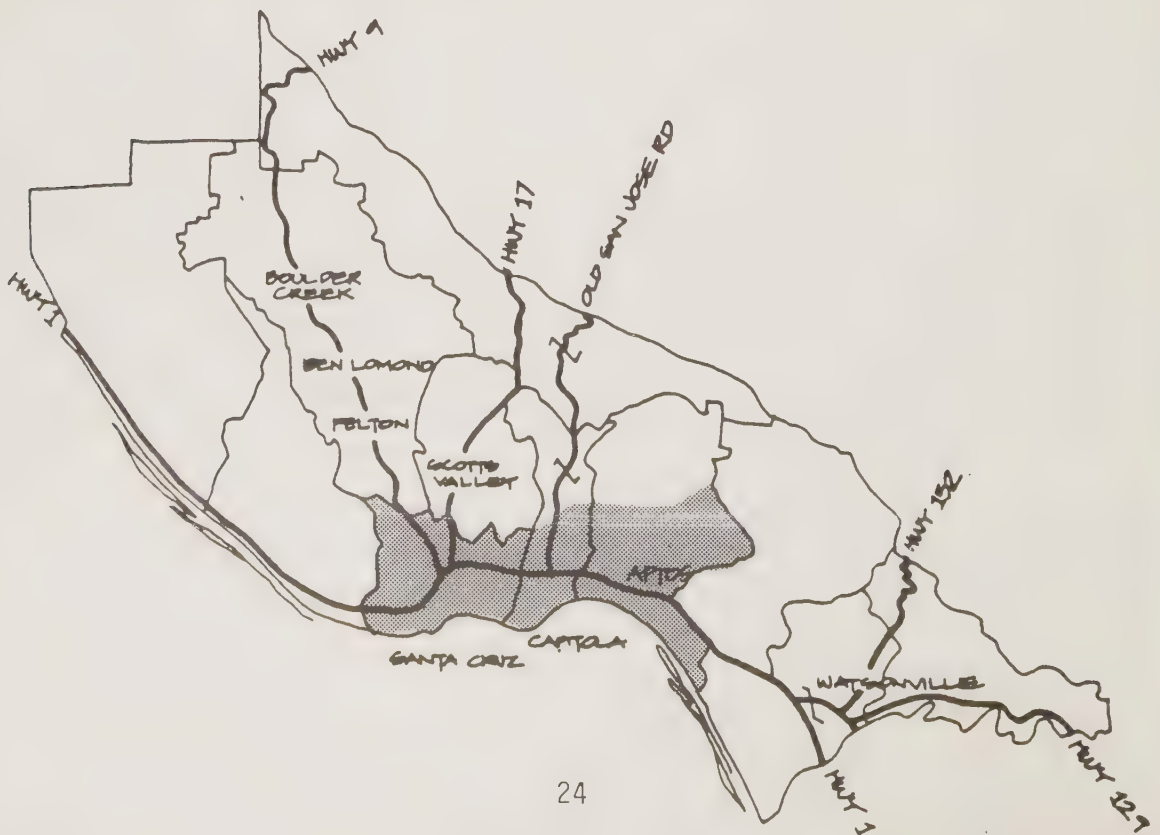 HWY 9
HWY 17
OLD SAN JOSE RD
HWY 1
BOULDER
CREEK
BEN LOMOND
FELTON
SCOTTS
VALLEY
HWY 152
APTOS
CAPITOLA
SANTA CRUZ
WATSONVILLE
HWY 1
HWY 129
24